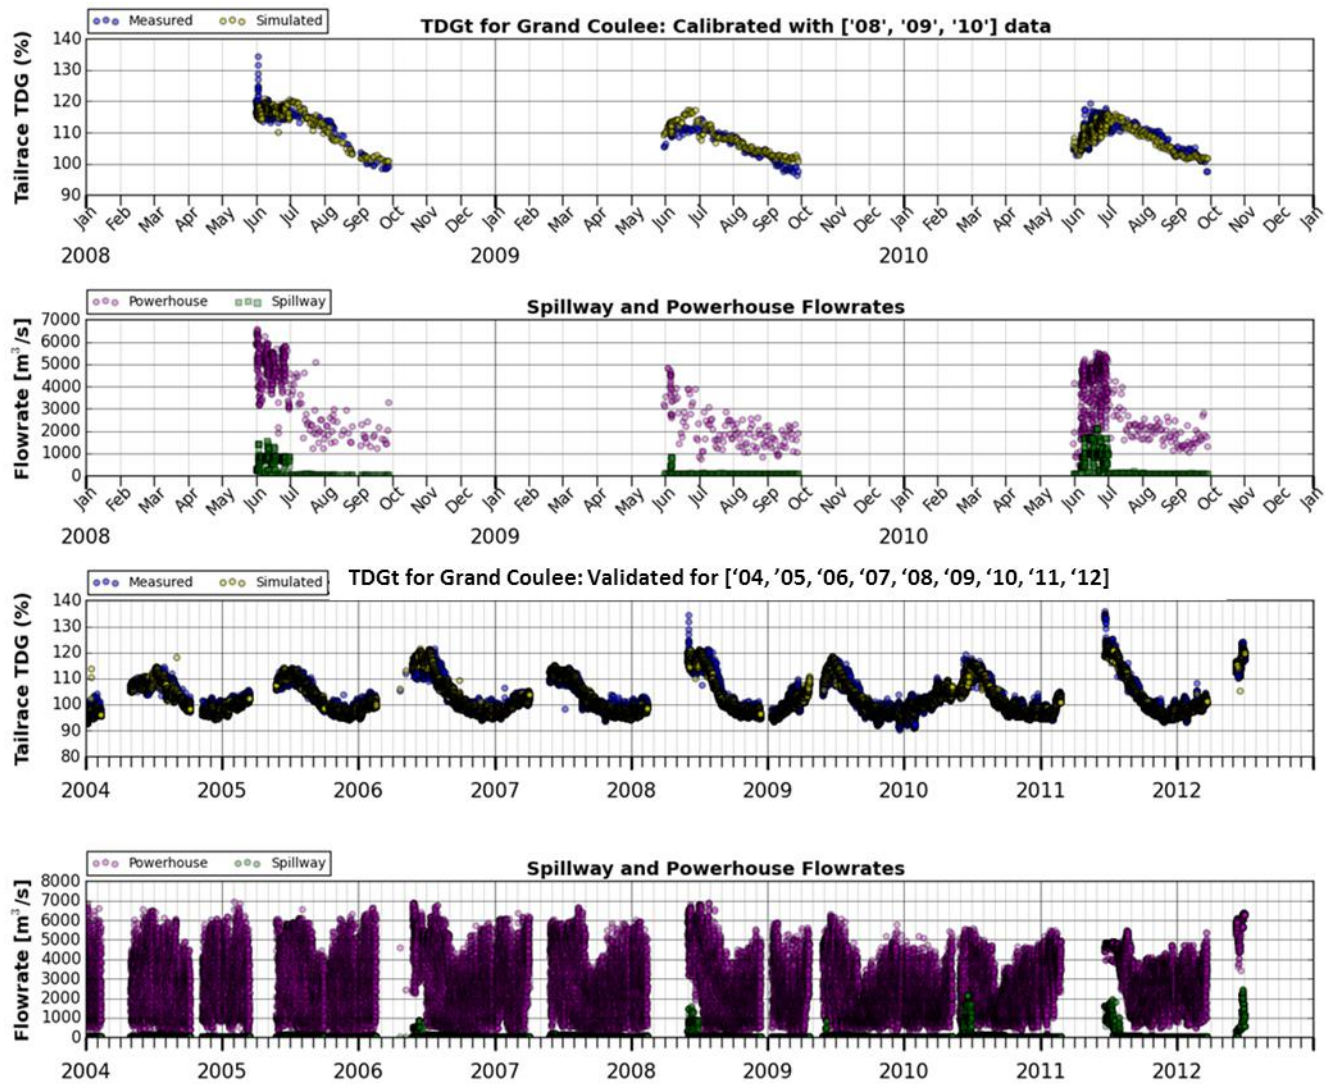 Measured Simulated
TDGt for Grand Coulee: Calibrated with ['08', '09', '10'] data
Tailrace TDG (%)
140
130
120
110
100
90
Jan Feb Mar Apr May Jun Jul Aug Sep Oct Nov Dec Jan Feb Mar Apr May Jun Jul Aug Sep Oct Nov Dec Jan Feb Mar Apr May Jun Jul Aug Sep Oct Nov Dec Jan
2008 2009 2010
Powerhouse Spillway
Spillway and Powerhouse Flowrates
Flowrate [m³/s]
7000
6000
5000
4000
3000
2000
1000
0
Jan Feb Mar Apr May Jun Jul Aug Sep Oct Nov Dec Jan Feb Mar Apr May Jun Jul Aug Sep Oct Nov Dec Jan Feb Mar Apr May Jun Jul Aug Sep Oct Nov Dec Jan
2008 2009 2010
Measured Simulated
TDGt for Grand Coulee: Validated for [‘04, ’05, ‘06, ‘07, ‘08, ‘09, ‘10, ‘11, ‘12]
Tailrace TDG (%)
140
130
120
110
100
90
80
2004 2005 2006 2007 2008 2009 2010 2011 2012
Powerhouse Spillway
Spillway and Powerhouse Flowrates
Flowrate [m³/s]
8000
7000
6000
5000
4000
3000
2000
1000
0
2004 2005 2006 2007 2008 2009 2010 2011 2012